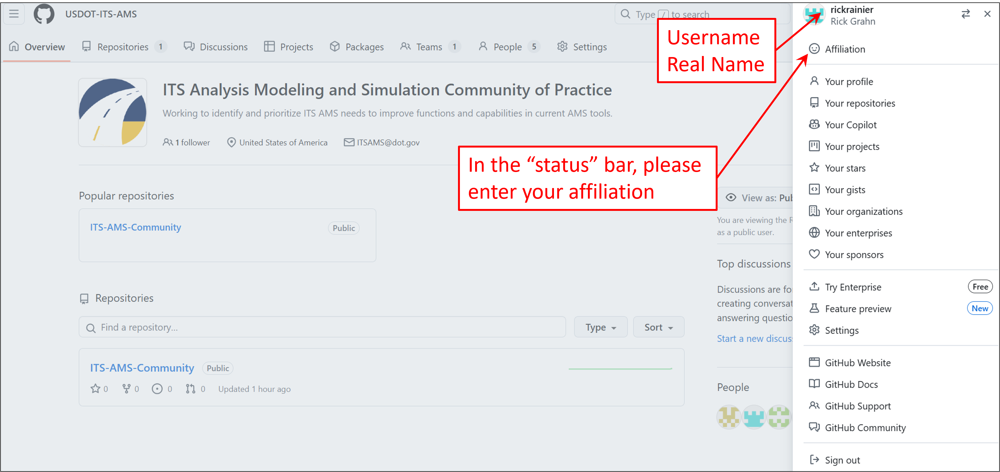 USDOT-ITS-AMS
Type / to search
Overview
Repositories 1
Discussions
Projects
Packages
Teams 1
People 5
Settings
ITS Analysis Modeling and Simulation Community of Practice
Working to identify and prioritize ITS AMS needs to improve functions and capabilities in current AMS tools.
1 follower
United States of America
ITSAMS@dot.gov
Username
Real Name
In the “status” bar, please
enter your affiliation
Popular repositories
ITS-AMS-Community
Public
Repositories
Find a repository...
Type
Sort
ITS-AMS-Community
Public
0
0
0
0
Updated 1 hour ago
View as: Pub
You are viewing the R
as a public user.
Top discussions
Discussions are fo
creating conversat
answering questio
Start a new discus
People
rickrainier
Rick Grahn
Affiliation
Your profile
Your repositories
Your Copilot
Your projects
Your stars
Your gists
Your organizations
Your enterprises
Your sponsors
Try Enterprise
Free
Feature preview
New
Settings
GitHub Website
GitHub Docs
GitHub Support
GitHub Community
Sign out